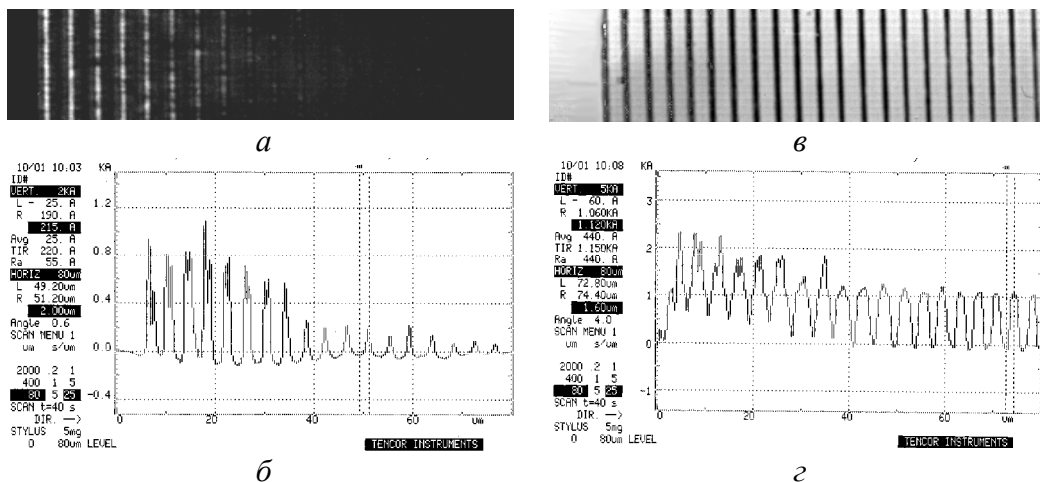 а
в
10/01 10.03 KA
ID#
VERT. 2KA
L - 25. A
R 190. A
215. A
Avg 25. A
TIR 220. A
Ra 55. A
HORIZ 80um
L 49.20um
R 51.20um
2.00um
Angle 0.6
SCAN MENU 1
um s/um
2000 .2 1
400 1 5
80 5 25
SCAN t=40 s
DIR. -->
STYLUS 5mg
0 80um LEVEL
1.2
0.8
0.4
0.0
-0.4
0 20 40 60 um
TENCOR INSTRUMENTS
10/01 10:08 KA
ID#
VERT. 5KA
L - 60. A
R 1.060KA
1.120KA
Avg 440. A
TIR 1.150KA
Ra 440. A
HORIZ 80um
L 72.80um
R 74.40um
1.60um
Angle 4.0
SCAN MENU 1
um s/um
2000 .2 1
400 1 5
80 5 25
SCAN t=40 s
DIR. -->
STYLUS 5mg
0 80um LEVEL
3
2
1
0
-1
0 20 40 60 um
TENCOR INSTRUMENTS
б
г